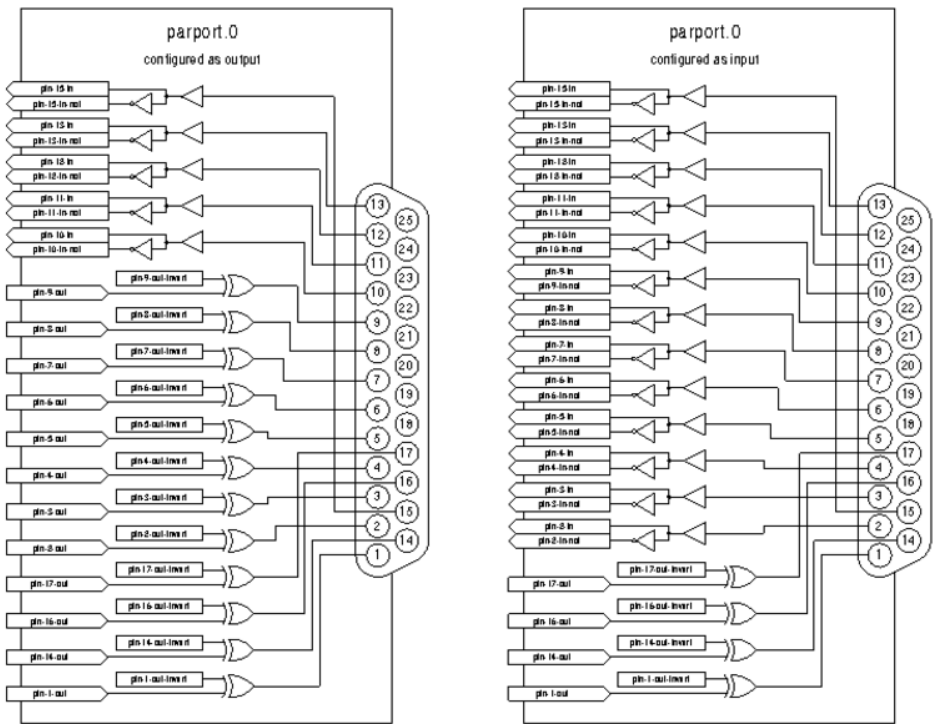 parport.0
configured as output
pin-15-in
pin-15-in-not
pin-13-in
pin-13-in-not
pin-12-in
pin-12-in-not
pin-11-in
pin-11-in-not
pin-10-in
pin-10-in-not
pin-9-out-invert
pin-9-out
pin-8-out-invert
pin-8-out
pin-7-out-invert
pin-7-out
pin-6-out-invert
pin-6-out
pin-5-out-invert
pin-5-out
pin-4-out-invert
pin-4-out
pin-3-out-invert
pin-3-out
pin-2-out-invert
pin-2-out
pin-17-out-invert
pin-17-out
pin-16-out-invert
pin-16-out
pin-14-out-invert
pin-14-out
pin-1-out-invert
pin-1-out
13
25
12
24
11
23
10
22
9
21
8
20
7
19
6
18
5
17
4
16
3
15
2
14
1
parport.0
configured as input
pin-15-in
pin-15-in-not
pin-13-in
pin-13-in-not
pin-12-in
pin-12-in-not
pin-11-in
pin-11-in-not
pin-10-in
pin-10-in-not
pin-9-in
pin-9-in-not
pin-8-in
pin-8-in-not
pin-7-in
pin-7-in-not
pin-6-in
pin-6-in-not
pin-5-in
pin-5-in-not
pin-4-in
pin-4-in-not
pin-3-in
pin-3-in-not
pin-2-in
pin-2-in-not
pin-17-out-invert
pin-17-out
pin-16-out-invert
pin-16-out
pin-14-out-invert
pin-14-out
pin-1-out-invert
pin-1-out
13
25
12
24
11
23
10
22
9
21
8
20
7
19
6
18
5
17
4
16
3
15
2
14
1